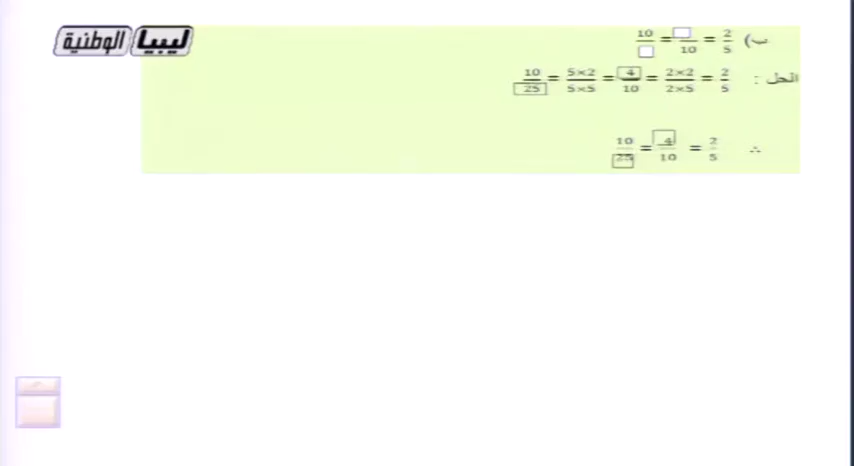 ليبيا الوطنية
ب) 2/5 = □/10 = 10/□
الحل : 2/5 = 2×2/2×5 = 4/10 = 5×2/5×5 = 10/25
∴ 2/5 = 4/10 = 10/25